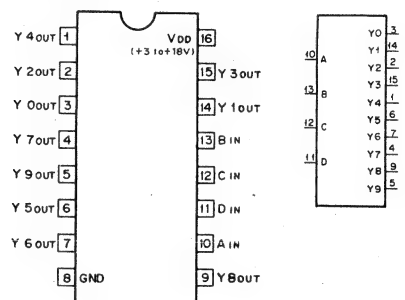 Y 4OUT 1
Y 2OUT 2
Y 0OUT 3
Y 7OUT 4
Y 9OUT 5
Y 5OUT 6
Y 6OUT 7
8 GND
VDD 16
(+3 to+18V)
15 Y 3OUT
14 Y 1OUT
13 B IN
12 C IN
11 D IN
10 A IN
9 Y8OUT
10 A
13 B
12 C
11 D
Y0 3
Y1 14
Y2 2
Y3 15
Y4 1
Y5 6
Y6 7
Y7 4
Y8 9
Y9 5